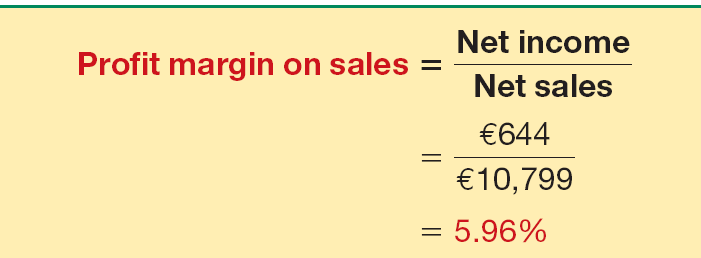 Profit margin on sales = Net income
Net sales
= €644
€10,799
= 5.96%